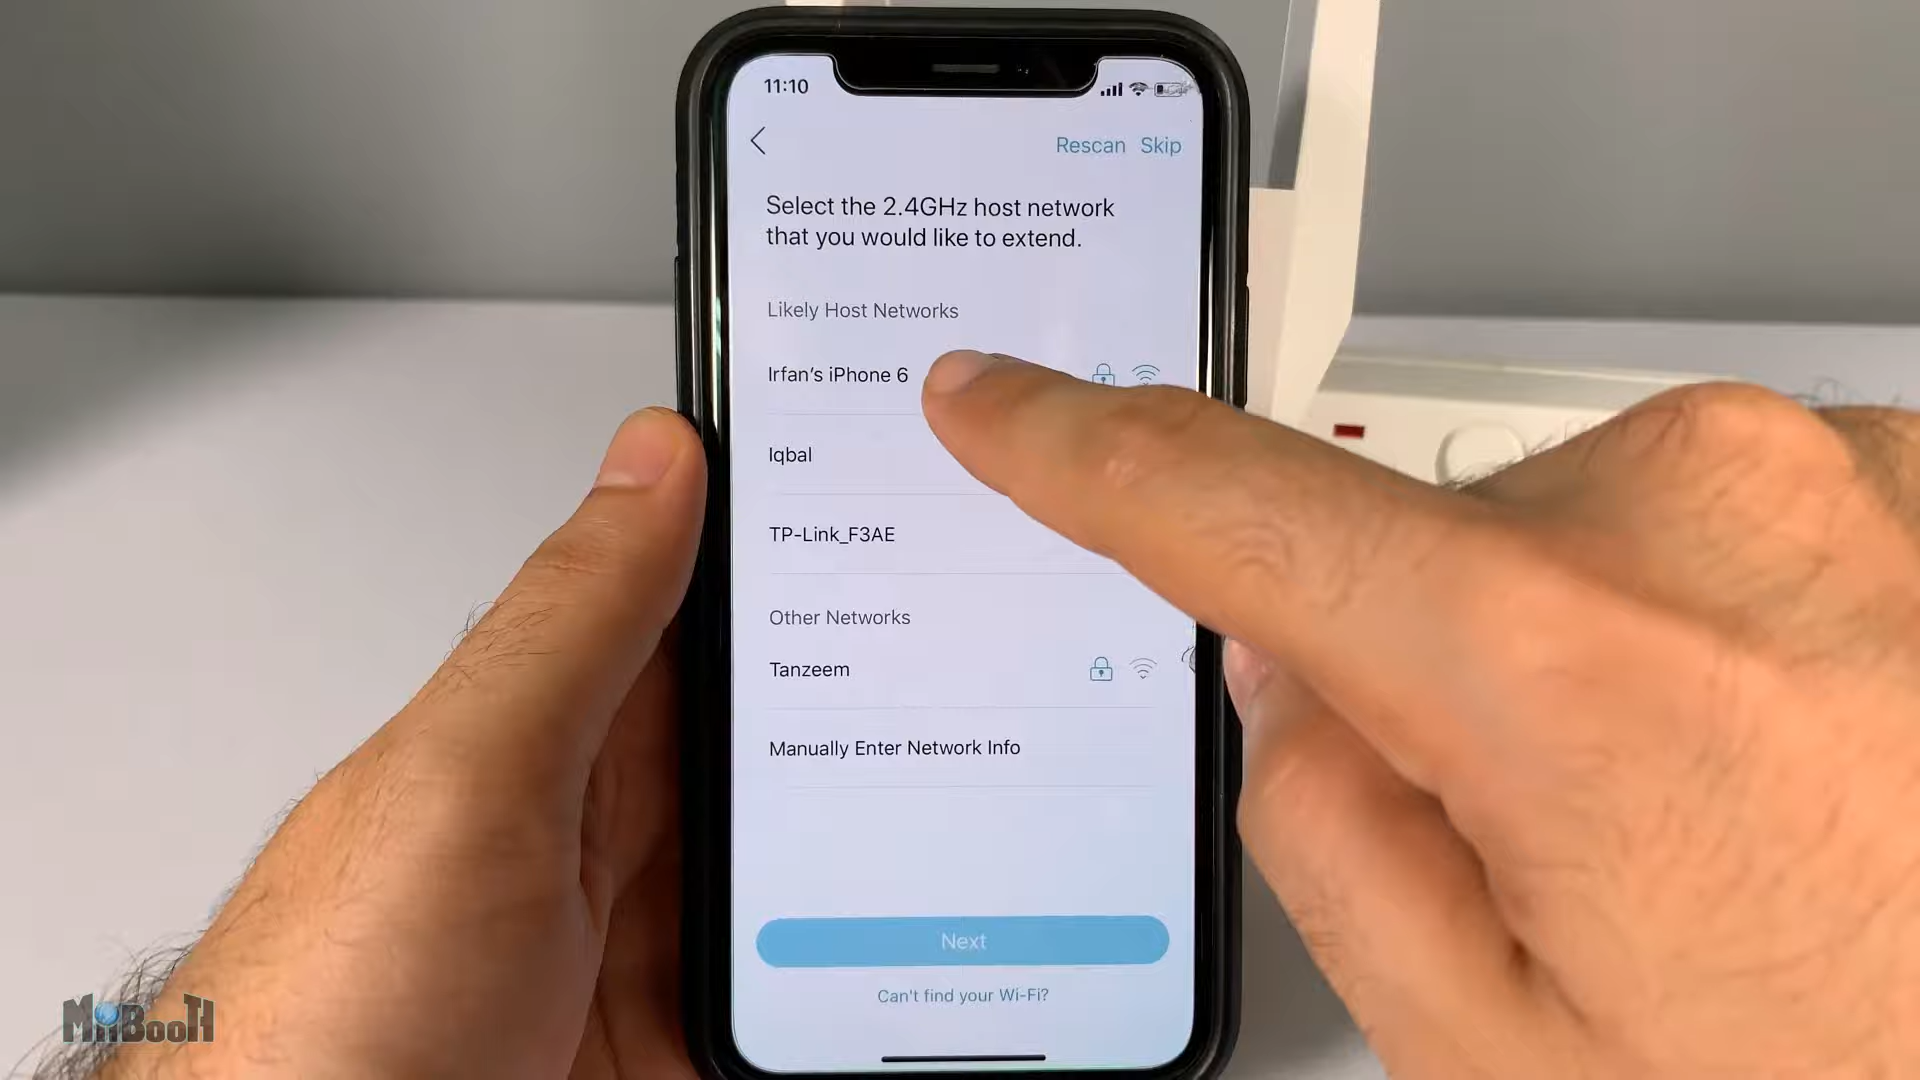 11:10
Rescan Skip
Select the 2.4GHz host network
that you would like to extend.
Likely Host Networks
Irfan's iPhone 6
Iqbal
TP-Link_F3AE
Other Networks
Tanzeem
Manually Enter Network Info
Next
Can't find your Wi-Fi?
MiiBooTH